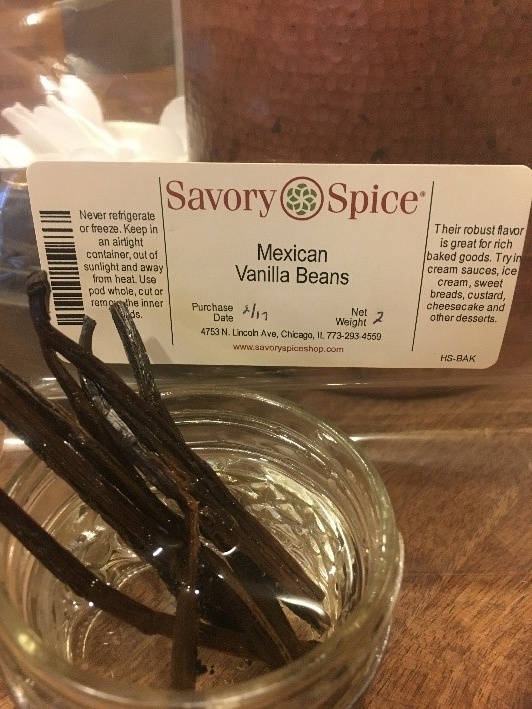 Savory Spice®
Never refrigerate
or freeze. Keep in
an airtight
container, out of
sunlight and away
from heat. Use
pod whole, cut or
remove the inner
Mexican
Vanilla Beans
Purchase Date 2/17
Net Weight 2
4753 N. Lincoln Ave, Chicago, IL 773-293-4559
www.savoryspiceshop.com
Their robust flavor
is great for rich
baked goods. Try in
cream sauces, ice
cream, sweet
breads, custard,
cheesecake and
other desserts.
HS-BAK